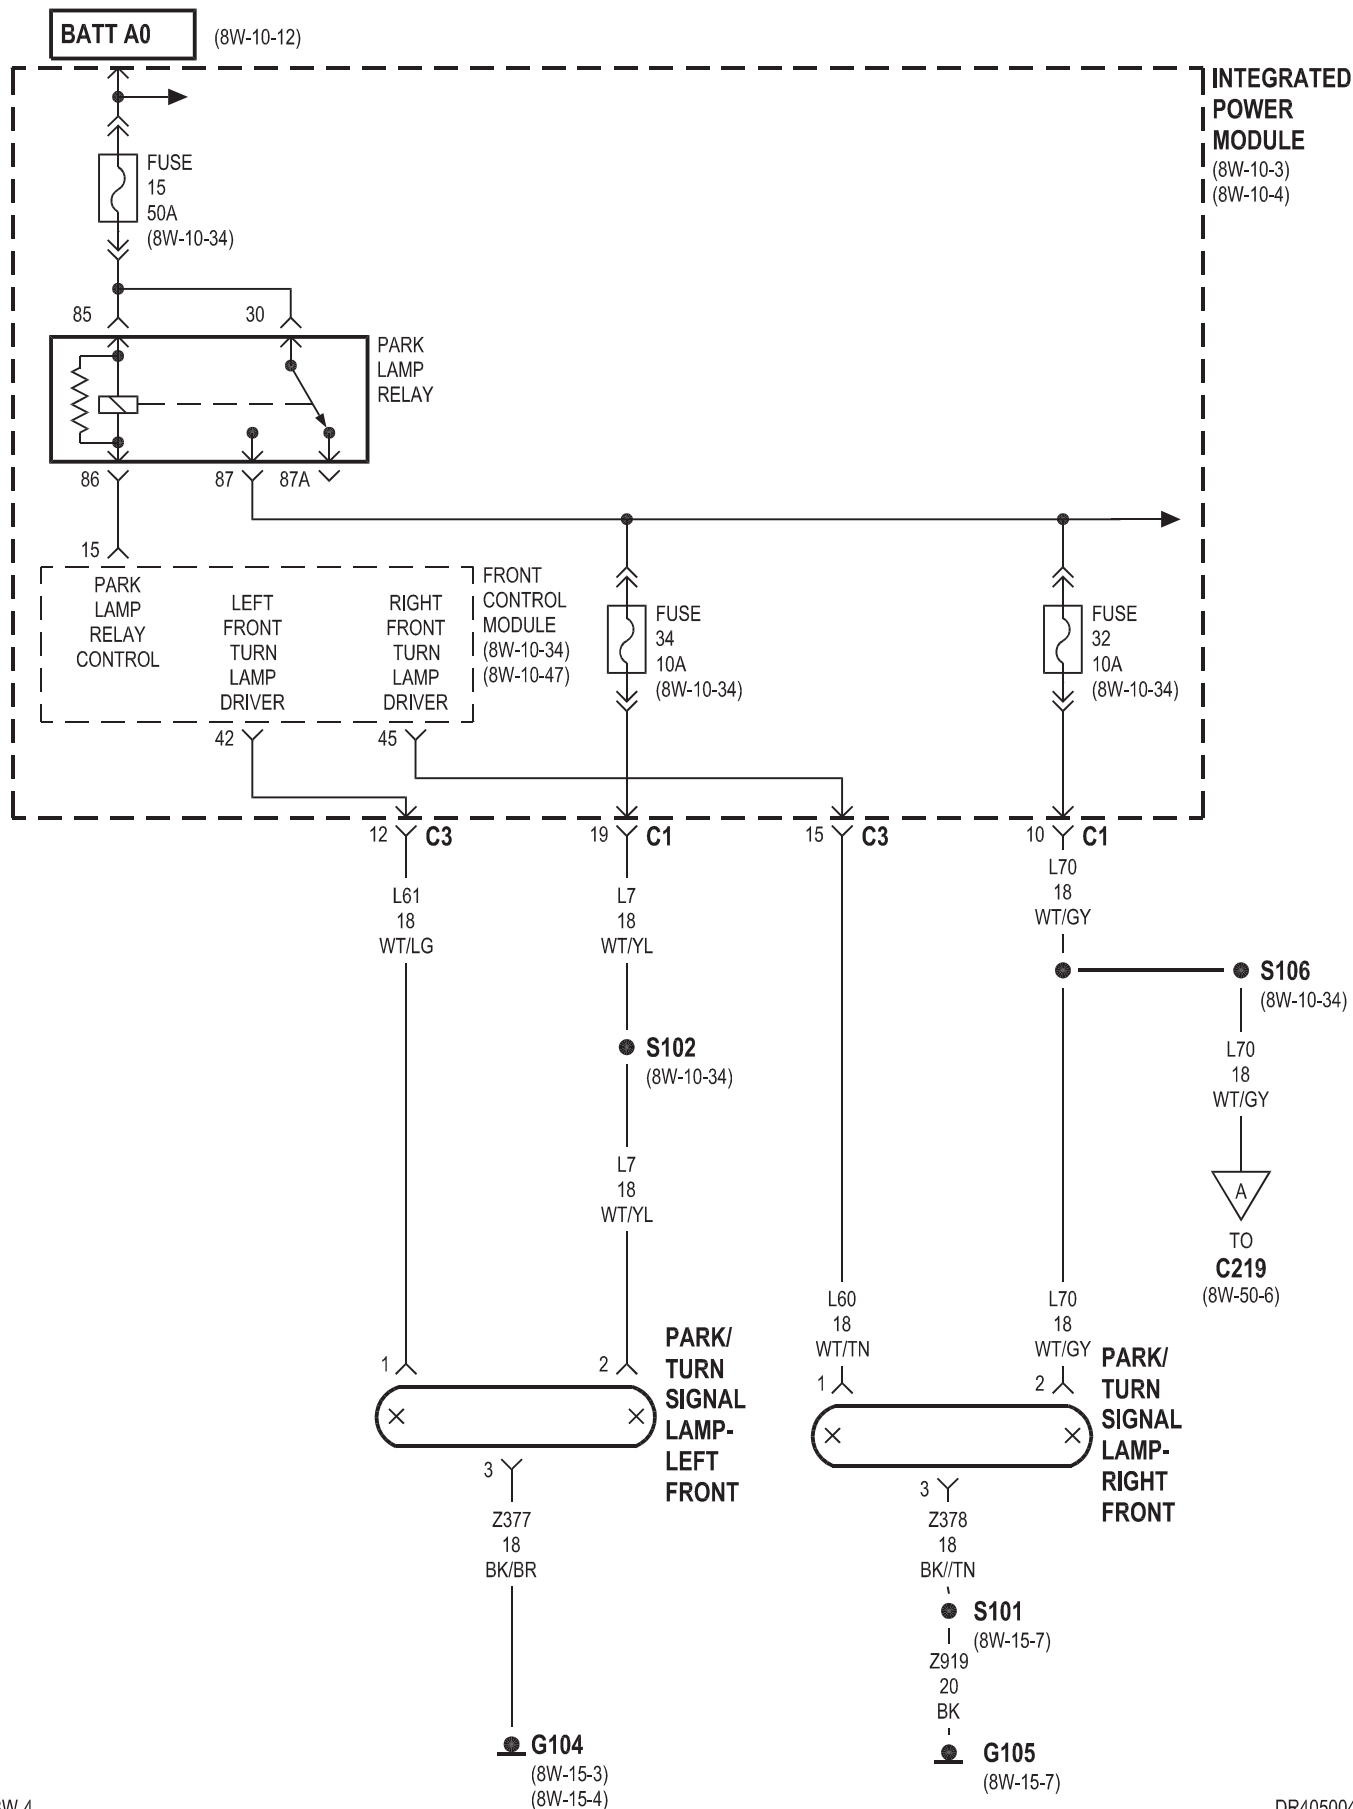 BATT A0
(8W-10-12)
INTEGRATED
POWER
MODULE
(8W-10-3)
(8W-10-4)
FUSE
15
50A
(8W-10-34)
85
30
PARK
LAMP
RELAY
86
87
87A
15
PARK
LAMP
RELAY
CONTROL
LEFT
FRONT
TURN
LAMP
DRIVER
RIGHT
FRONT
TURN
LAMP
DRIVER
FRONT
CONTROL
MODULE
(8W-10-34)
(8W-10-47)
FUSE
34
10A
(8W-10-34)
FUSE
32
10A
(8W-10-34)
42
45
12
C3
19
C1
15
C3
10
C1
L61
18
WT/LG
L7
18
WT/YL
L70
18
WT/GY
S106
(8W-10-34)
S102
(8W-10-34)
L70
18
WT/GY
L7
18
WT/YL
A
TO
C219
(8W-50-6)
L60
18
WT/TN
L70
18
WT/GY
1
2
PARK/
TURN
SIGNAL
LAMP-
LEFT
FRONT
1
2
PARK/
TURN
SIGNAL
LAMP-
RIGHT
FRONT
3
Z377
18
BK/BR
3
Z378
18
BK//TN
S101
(8W-15-7)
Z919
20
BK
G104
(8W-15-3)
(8W-15-4)
G105
(8W-15-7)